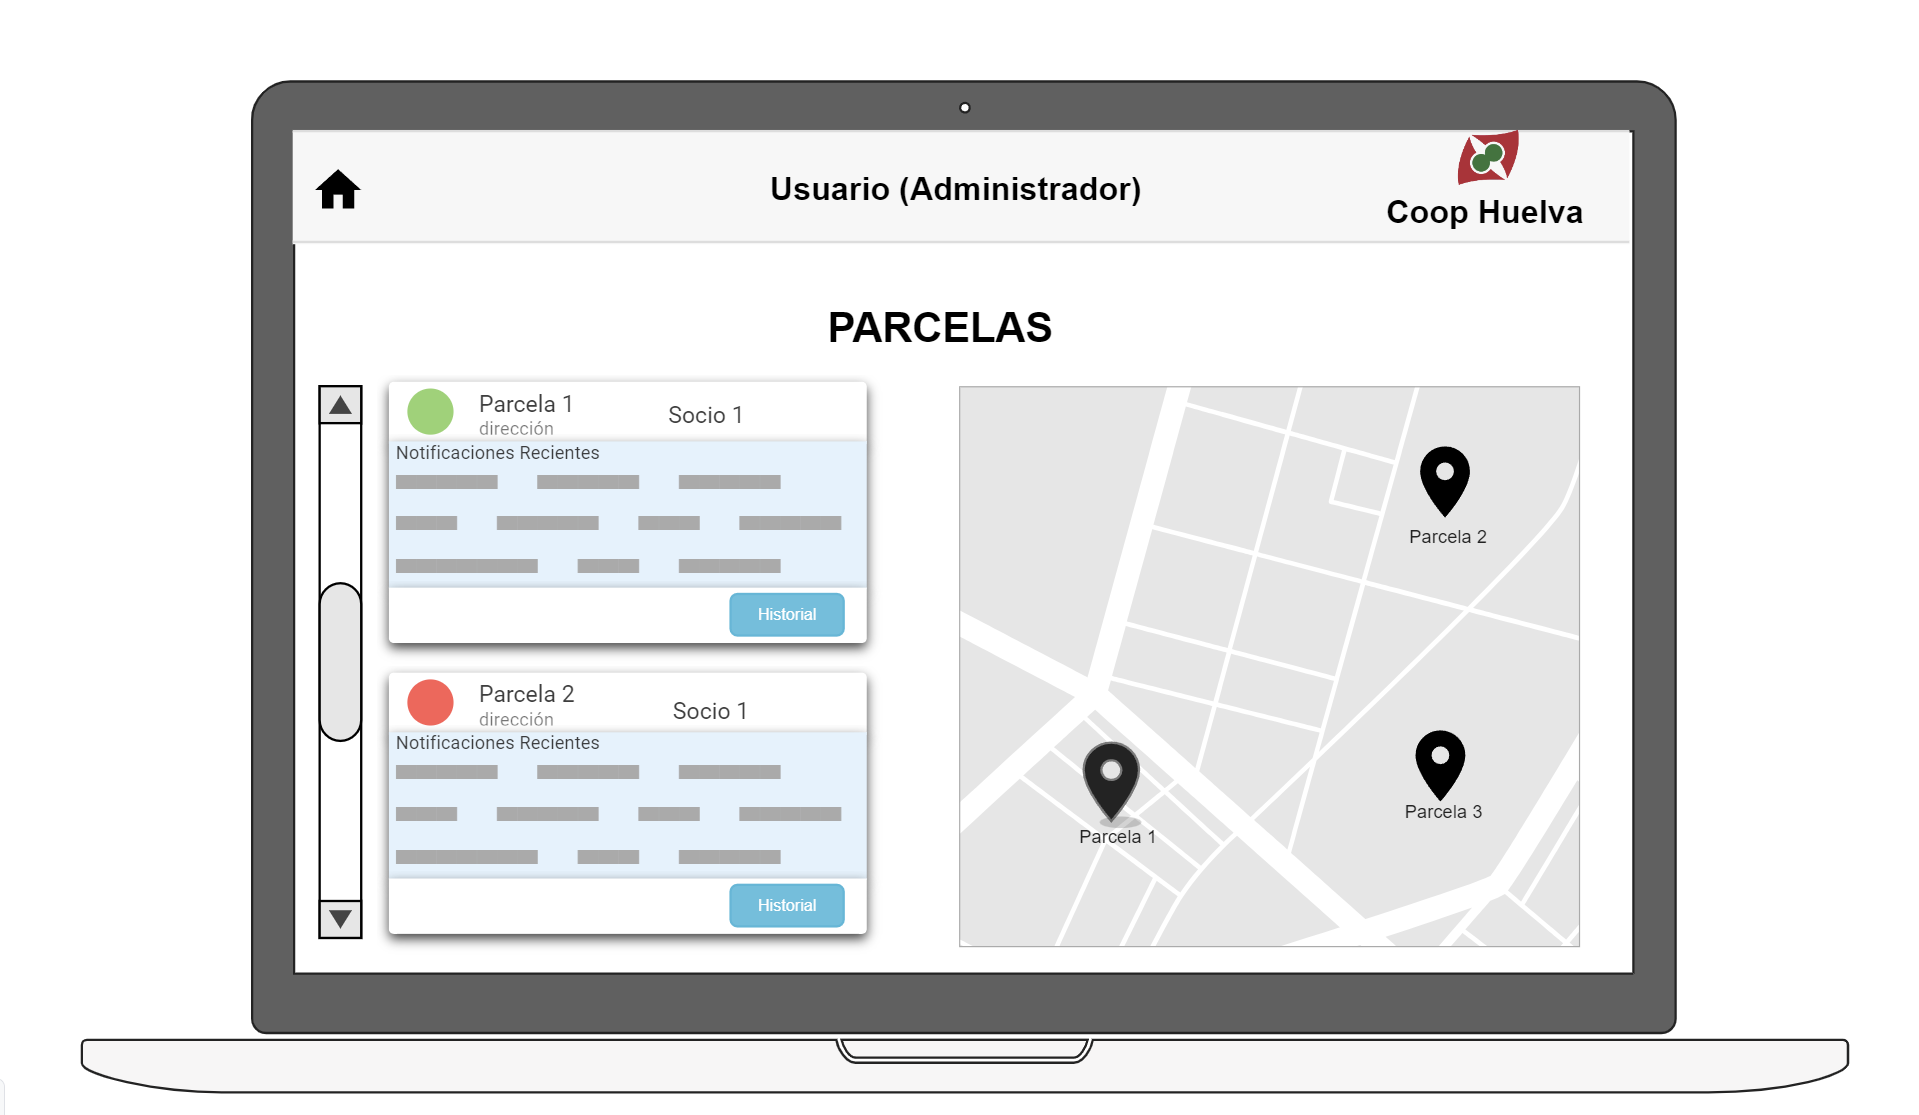 Usuario (Administrador)
Coop Huelva
PARCELAS
Parcela 1
dirección
Socio 1
Notificaciones Recientes
Historial
Parcela 2
dirección
Socio 1
Notificaciones Recientes
Historial
Parcela 2
Parcela 3
Parcela 1